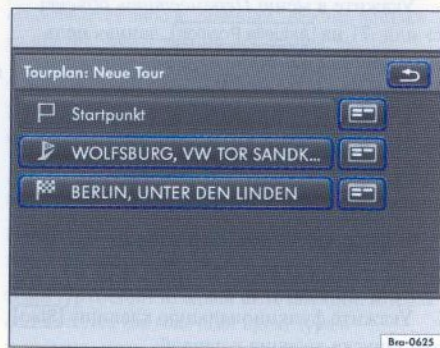 Tourplan: Neue Tour
Startpunkt
WOLFSBURG, VW TOR SANDK...
BERLIN, UNTER DEN LINDEN
Bro-0625